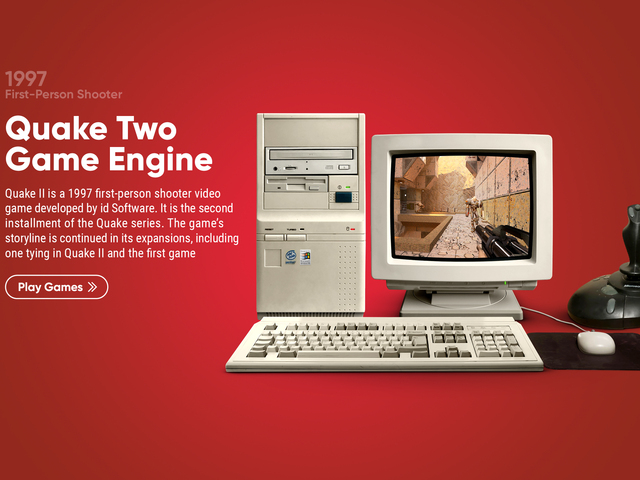 1997
First-Person Shooter
Quake Two
Game Engine
Quake II is a 1997 first-person shooter video
game developed by id Software. It is the second
installment of the Quake series. The game's
storyline is continued in its expansions, including
one tying in Quake II and the first game
Play Games